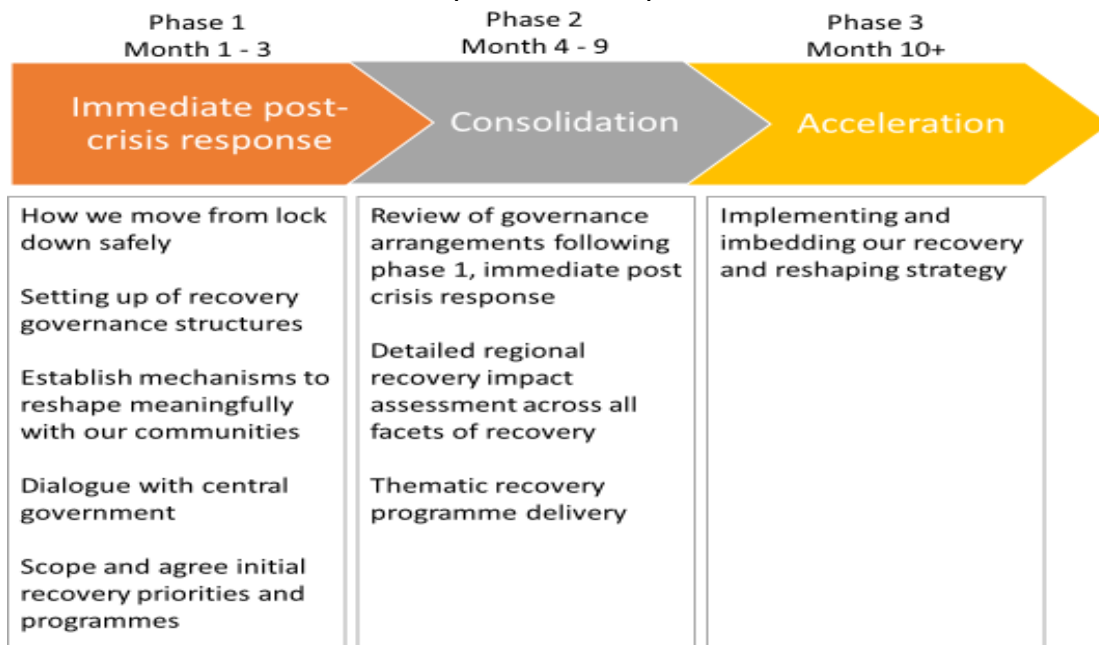 Phase 1
Month 1 - 3
Phase 2
Month 4 - 9
Phase 3
Month 10+
Immediate post-
crisis response
Consolidation
Acceleration
How we move from lock
down safely
Setting up of recovery
governance structures
Establish mechanisms to
reshape meaningfully
with our communities
Dialogue with central
government
Scope and agree initial
recovery priorities and
programmes
Review of governance
arrangements following
phase 1, immediate post
crisis response
Detailed regional
recovery impact
assessment across all
facets of recovery
Thematic recovery
programme delivery
Implementing and
imbedding our recovery
and reshaping strategy